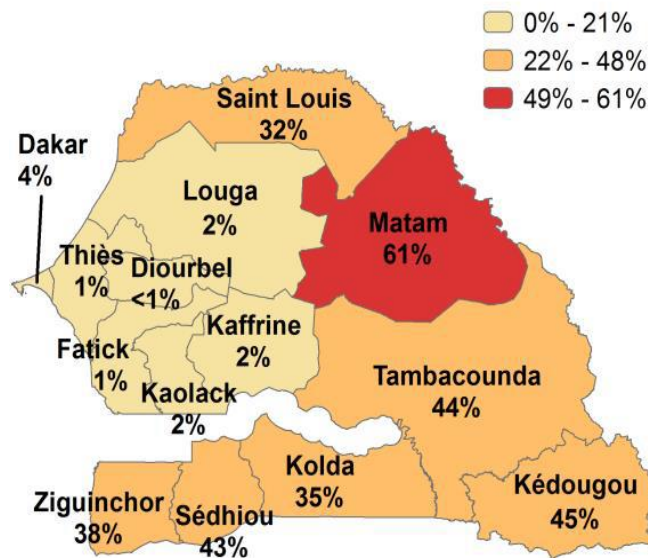 0% - 21%
22% - 48%
49% - 61%
Saint Louis
32%
Dakar
4%
Louga
2%
Matam
61%
Thiès
1%
Diourbel
<1%
Kaffrine
2%
Fatick
1%
Kaolack
2%
Tambacounda
44%
Kolda
35%
Kédougou
45%
Ziguinchor
38%
Sédhiou
43%